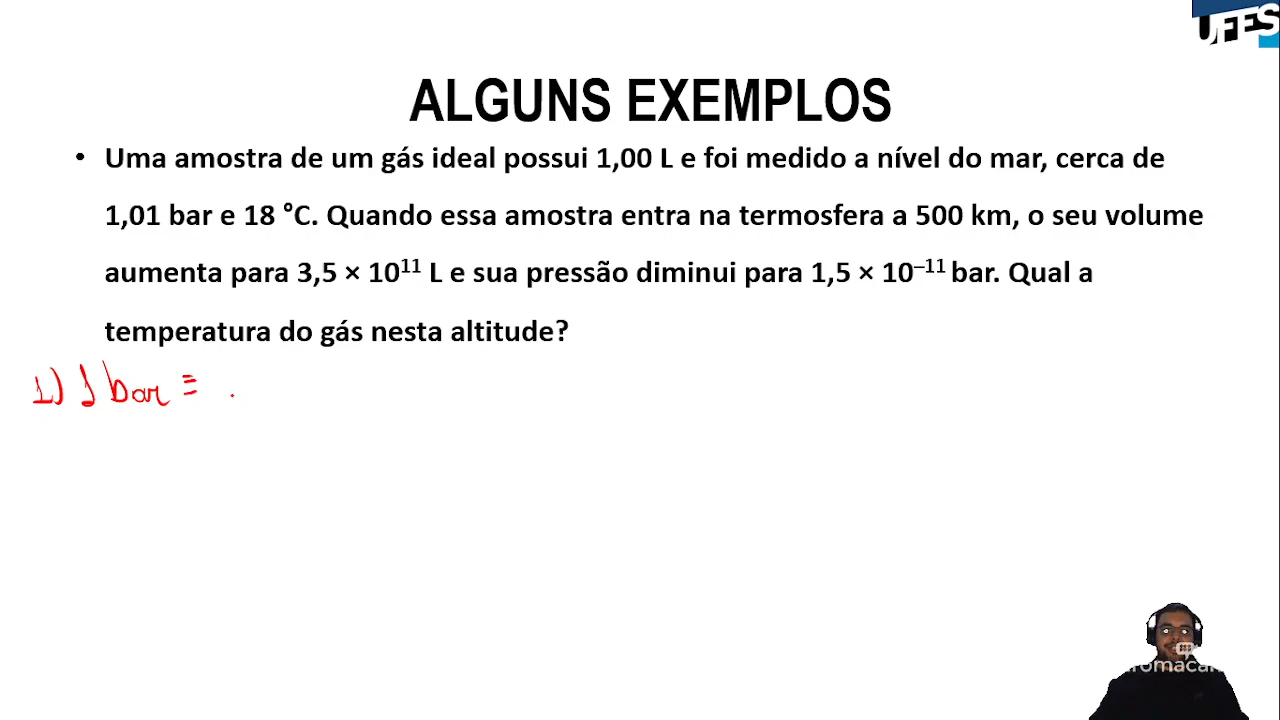 UFES
ALGUNS EXEMPLOS
• Uma amostra de um gás ideal possui 1,00 L e foi medido a nível do mar, cerca de
1,01 bar e 18 °C. Quando essa amostra entra na termosfera a 500 km, o seu volume
aumenta para 3,5 × 10¹¹ L e sua pressão diminui para 1,5 × 10⁻¹¹ bar. Qual a
temperatura do gás nesta altitude?
1) 1 bar =